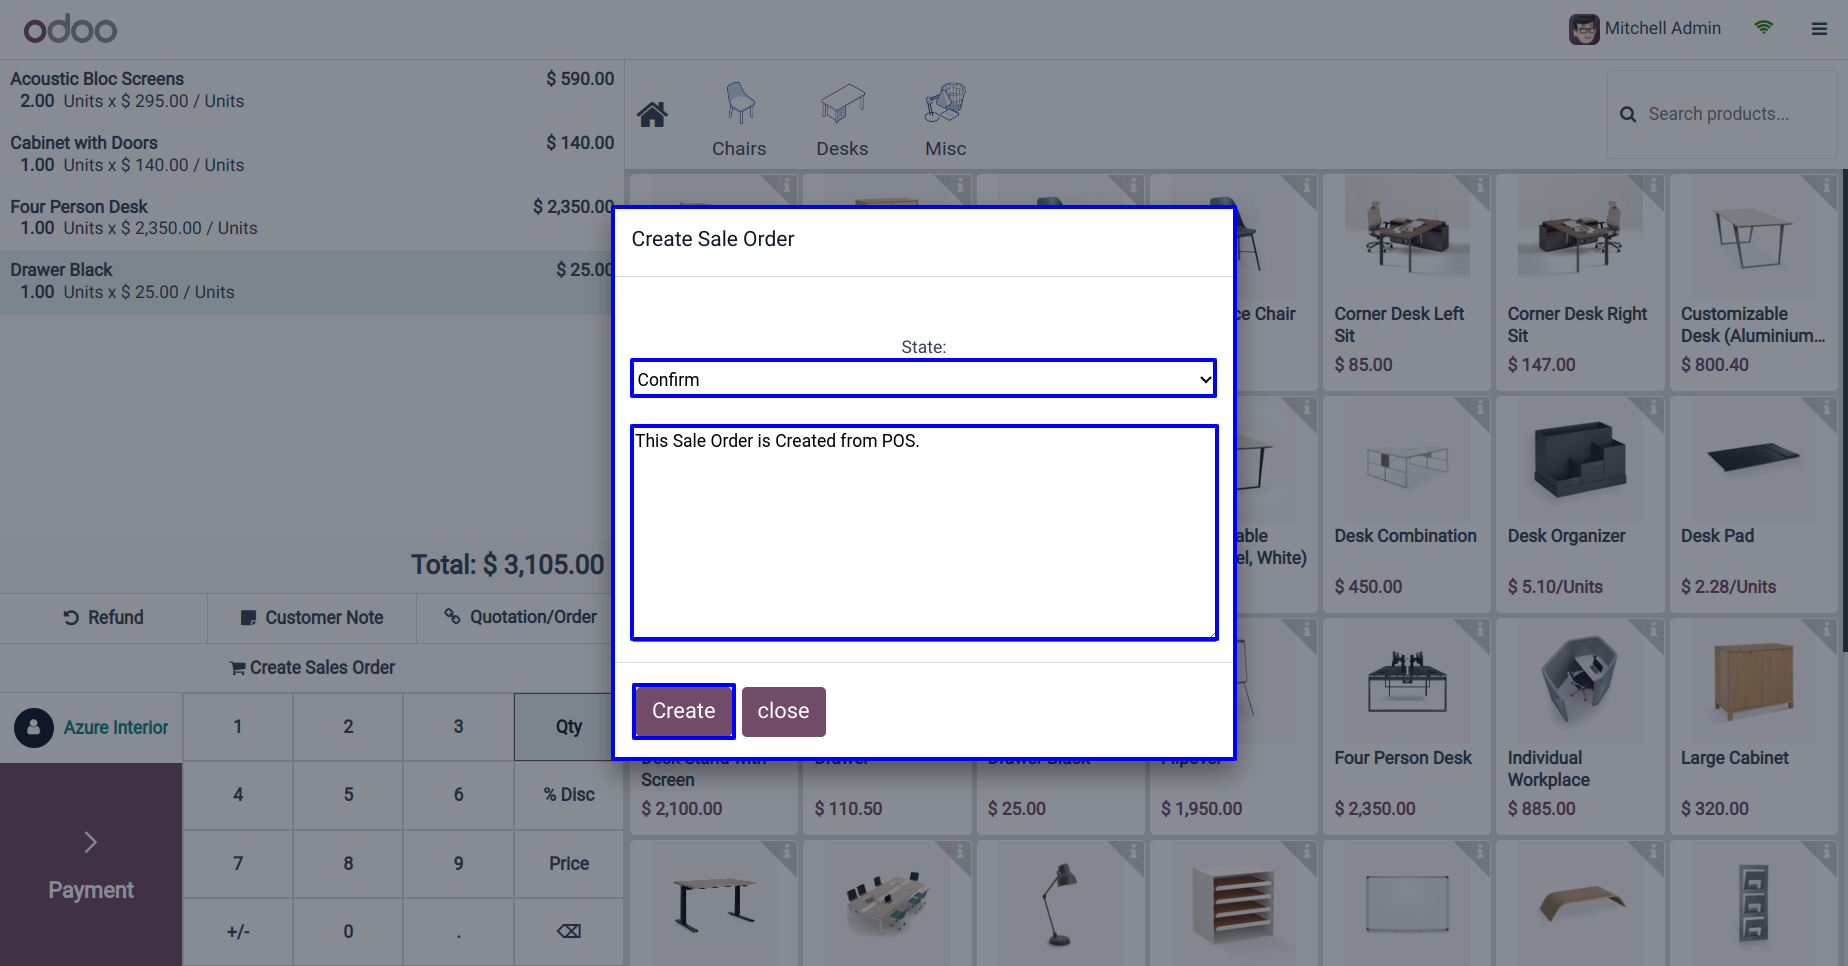 odoo
Mitchell Admin
Acoustic Bloc Screens $ 590.00
2.00 Units x $ 295.00 / Units
Cabinet with Doors $ 140.00
1.00 Units x $ 140.00 / Units
Four Person Desk $ 2,350.00
1.00 Units x $ 2,350.00 / Units
Drawer Black $ 25.00
1.00 Units x $ 25.00 / Units
Total: $ 3,105.00
Refund
Customer Note
Quotation/Order
Create Sales Order
Azure Interior
Payment
1 2 3 Qty
4 5 6 % Disc
7 8 9 Price
+/- 0 .
Chairs
Desks
Misc
Search products...
Create Sale Order
State:
Confirm
This Sale Order is Created from POS.
Create
close
ce Chair
Corner Desk Left
Sit
$ 85.00
Corner Desk Right
Sit
$ 147.00
Customizable
Desk (Aluminium...
$ 800.40
able
el, White)
Desk Combination
$ 450.00
Desk Organizer
$ 5.10/Units
Desk Pad
$ 2.28/Units
Desk Stand with
Screen
$ 2,100.00
Drawer
$ 110.50
Drawer Black
$ 25.00
Flipover
$ 1,950.00
Four Person Desk
$ 2,350.00
Individual
Workplace
$ 885.00
Large Cabinet
$ 320.00